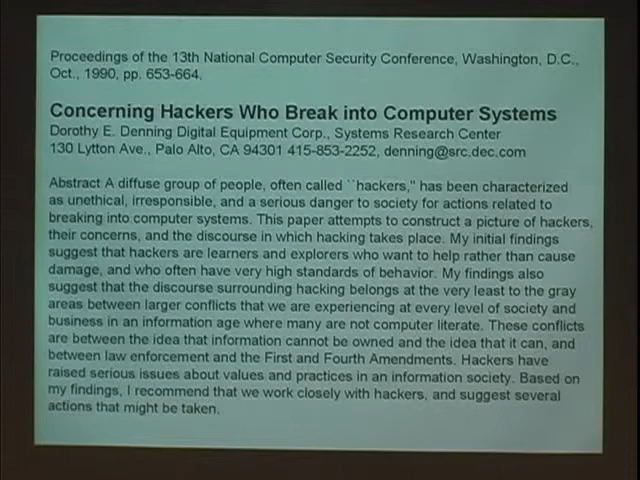 Proceedings of the 13th National Computer Security Conference, Washington, D.C.,
Oct., 1990, pp. 653-664.
Concerning Hackers Who Break into Computer Systems
Dorothy E. Denning Digital Equipment Corp., Systems Research Center
130 Lytton Ave., Palo Alto, CA 94301 415-853-2252, denning@src.dec.com
Abstract A diffuse group of people, often called ``hackers,'' has been characterized
as unethical, irresponsible, and a serious danger to society for actions related to
breaking into computer systems. This paper attempts to construct a picture of hackers,
their concerns, and the discourse in which hacking takes place. My initial findings
suggest that hackers are learners and explorers who want to help rather than cause
damage, and who often have very high standards of behavior. My findings also
suggest that the discourse surrounding hacking belongs at the very least to the gray
areas between larger conflicts that we are experiencing at every level of society and
business in an information age where many are not computer literate. These conflicts
are between the idea that information cannot be owned and the idea that it can, and
between law enforcement and the First and Fourth Amendments. Hackers have
raised serious issues about values and practices in an information society. Based on
my findings, I recommend that we work closely with hackers, and suggest several
actions that might be taken.